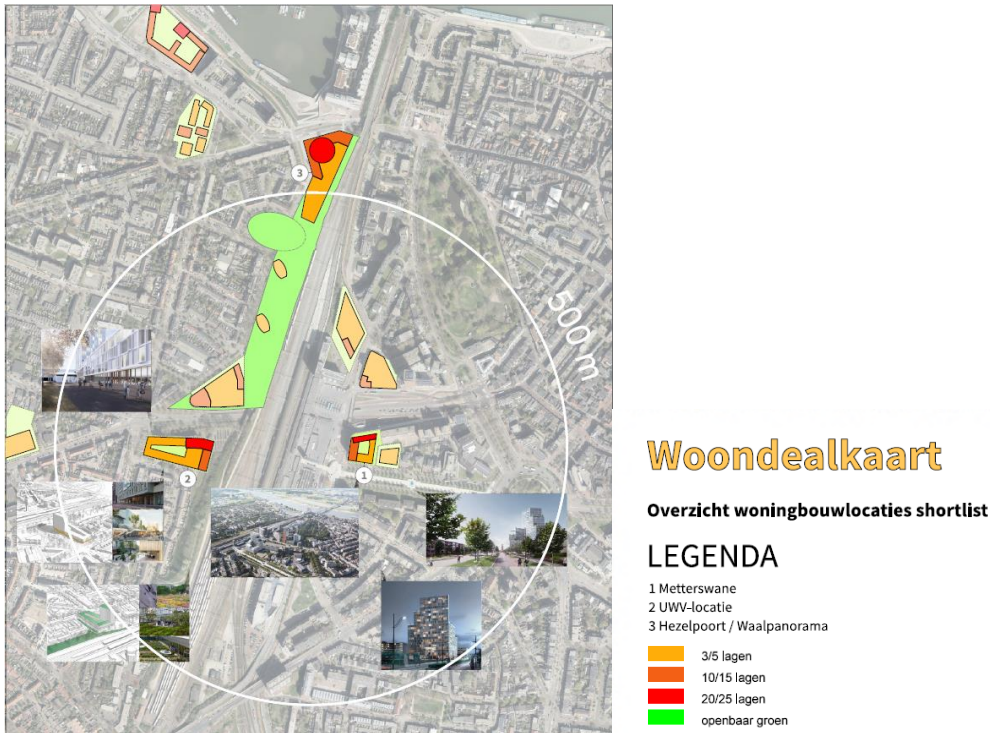 3
500 m
2
1
Woondealkaart
Overzicht woningbouwlocaties shortlist
LEGENDA
1 Metterswane
2 UWV-locatie
3 Hezelpoort / Waalpanorama
3/5 lagen
10/15 lagen
20/25 lagen
openbaar groen